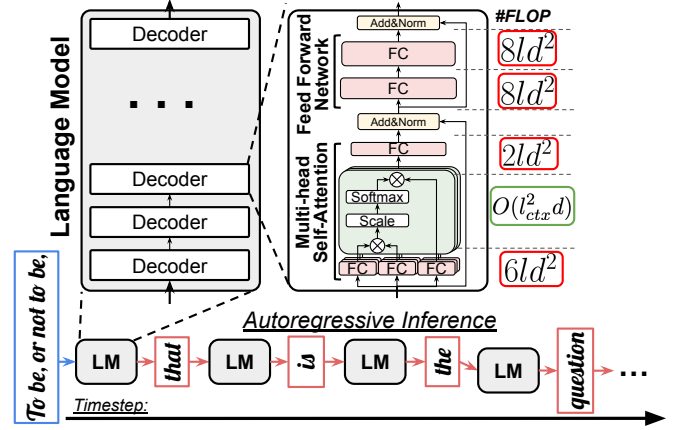 Language Model
Decoder
...
Decoder
Decoder
Decoder
Feed Forward
Network
Multi-head
Self-Attention
Add&Norm
FC
FC
Add&Norm
FC
Softmax
Scale
FC
FC
FC
#FLOP
8ld²
8ld²
2ld²
O(l²_{ctx}d)
6ld²
Autoregressive Inference
To be, or not to be,
LM
that
LM
is
LM
the
LM
question
...
Timestep: